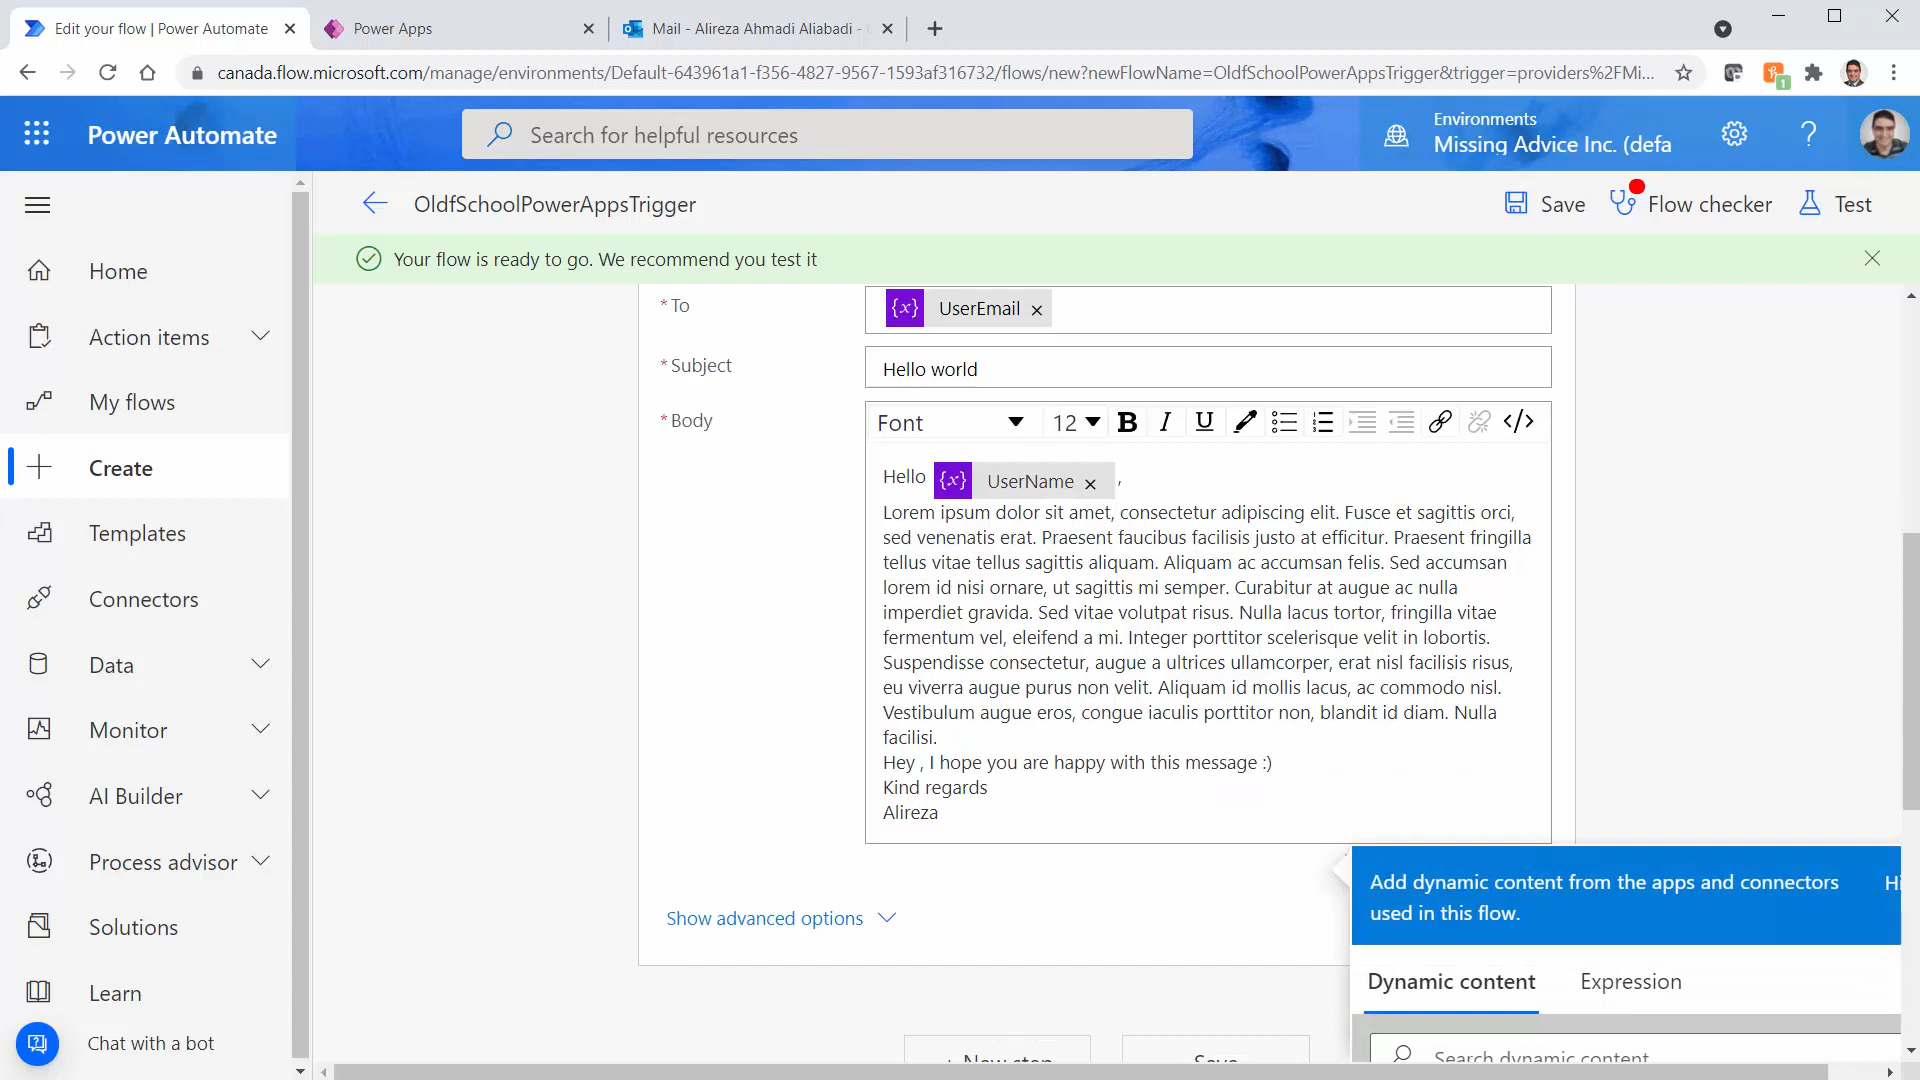 Edit your flow | Power Automate
Power Apps
Mail - Alireza Ahmadi Aliabadi -
canada.flow.microsoft.com/manage/environments/Default-643961a1-f356-4827-9567-1593af316732/flows/new?newFlowName=OldfSchoolPowerAppsTrigger&trigger=providers%2FMi...
1
Power Automate
Search for helpful resources
Environments
Missing Advice Inc. (defa
?
OldfSchoolPowerAppsTrigger
Save
Flow checker
Test
Your flow is ready to go. We recommend you test it
Home
Action items
My flows
Create
Templates
Connectors
Data
Monitor
AI Builder
Process advisor
Solutions
Learn
Chat with a bot
* To
{x} UserEmail
* Subject
Hello world
* Body
Font 12 B I U </>
Hello {x} UserName ,
Lorem ipsum dolor sit amet, consectetur adipiscing elit. Fusce et sagittis orci,
sed venenatis erat. Praesent faucibus facilisis justo at efficitur. Praesent fringilla
tellus vitae tellus sagittis aliquam. Aliquam ac accumsan felis. Sed accumsan
lorem id nisi ornare, ut sagittis mi semper. Curabitur at augue ac nulla
imperdiet gravida. Sed vitae volutpat risus. Nulla lacus tortor, fringilla vitae
fermentum vel, eleifend a mi. Integer porttitor scelerisque velit in lobortis.
Suspendisse consectetur, augue a ultrices ullamcorper, erat nisl facilisis risus,
eu viverra augue purus non velit. Aliquam id mollis lacus, ac commodo nisl.
Vestibulum augue eros, congue iaculis porttitor non, blandit id diam. Nulla
facilisi.
Hey , I hope you are happy with this message :)
Kind regards
Alireza
Show advanced options
Add dynamic content from the apps and connectors
used in this flow.
Dynamic content
Expression
Search dynamic content
+ New step
Save